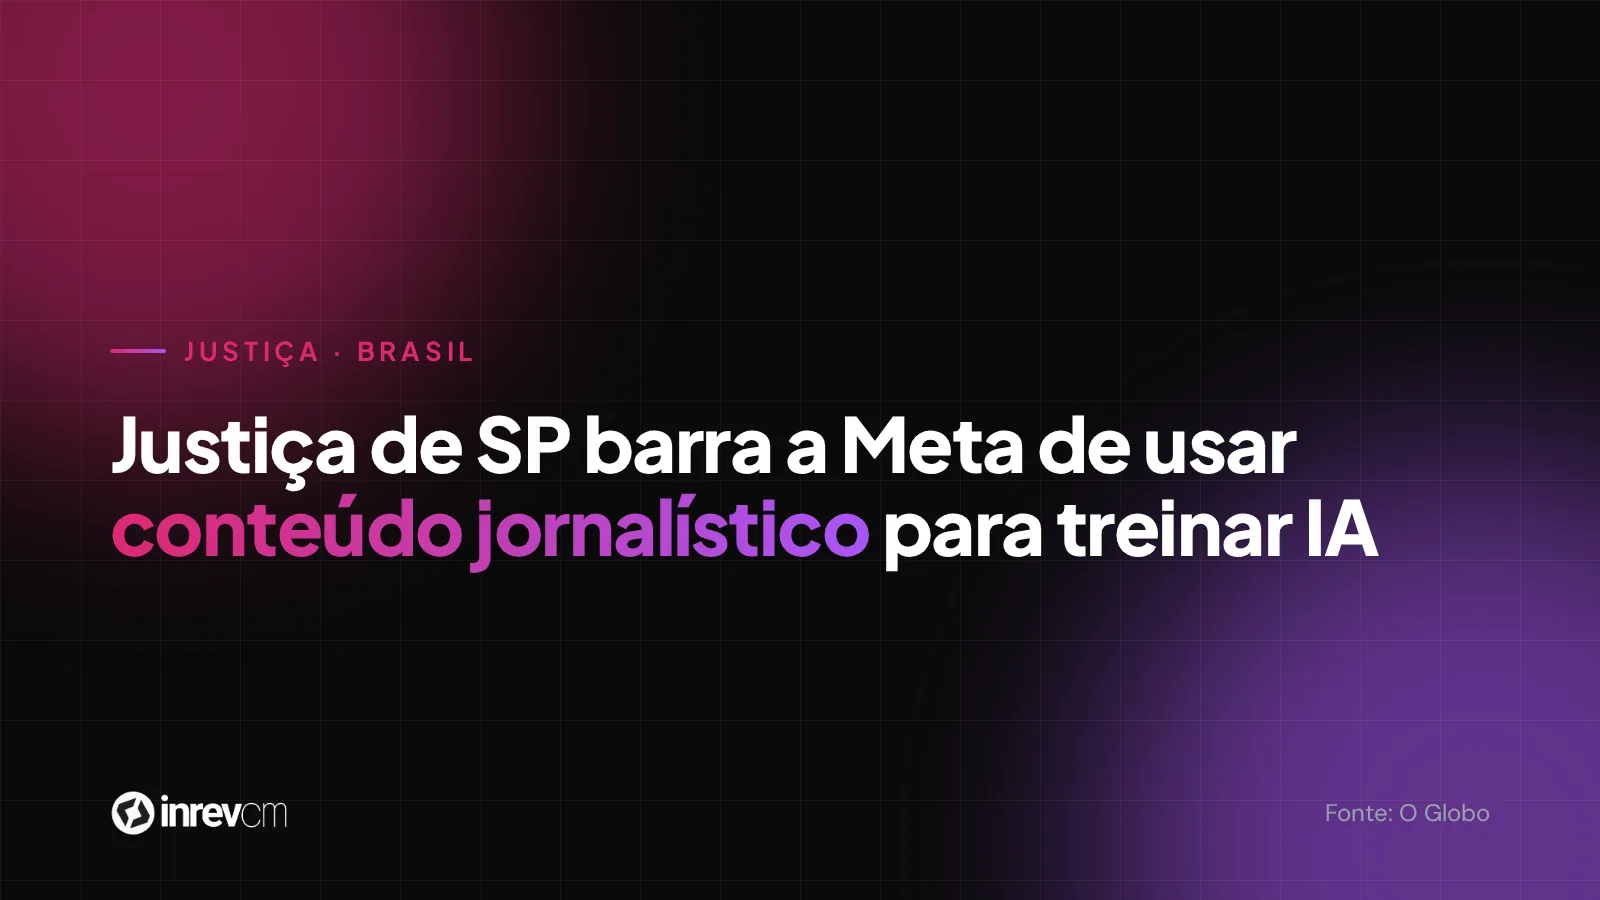 JUSTIÇA · BRASIL
Justiça de SP barra a Meta de usar
conteúdo jornalístico para treinar IA
inrevcm
Fonte: O Globo